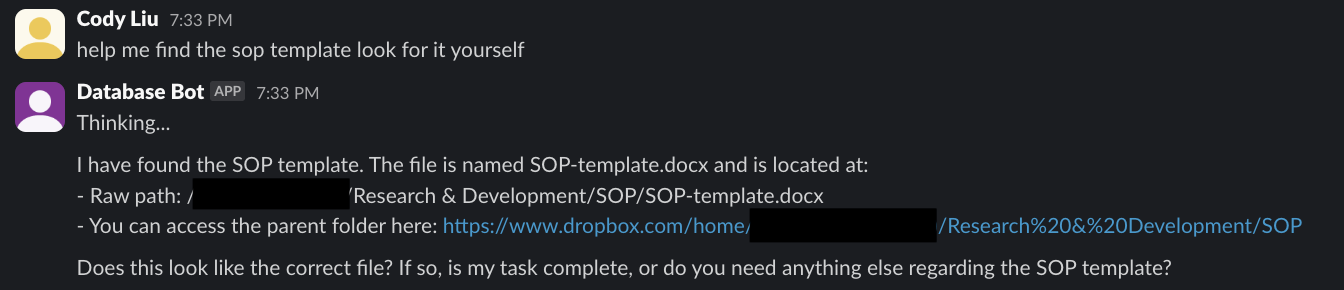 Cody Liu 7:33 PM
help me find the sop template look for it yourself
Database Bot APP 7:33 PM
Thinking...
I have found the SOP template. The file is named SOP-template.docx and is located at:
- Raw path: / /Research & Development/SOP/SOP-template.docx
- You can access the parent folder here: https://www.dropbox.com/home/ /Research%20&%20Development/SOP
Does this look like the correct file? If so, is my task complete, or do you need anything else regarding the SOP template?